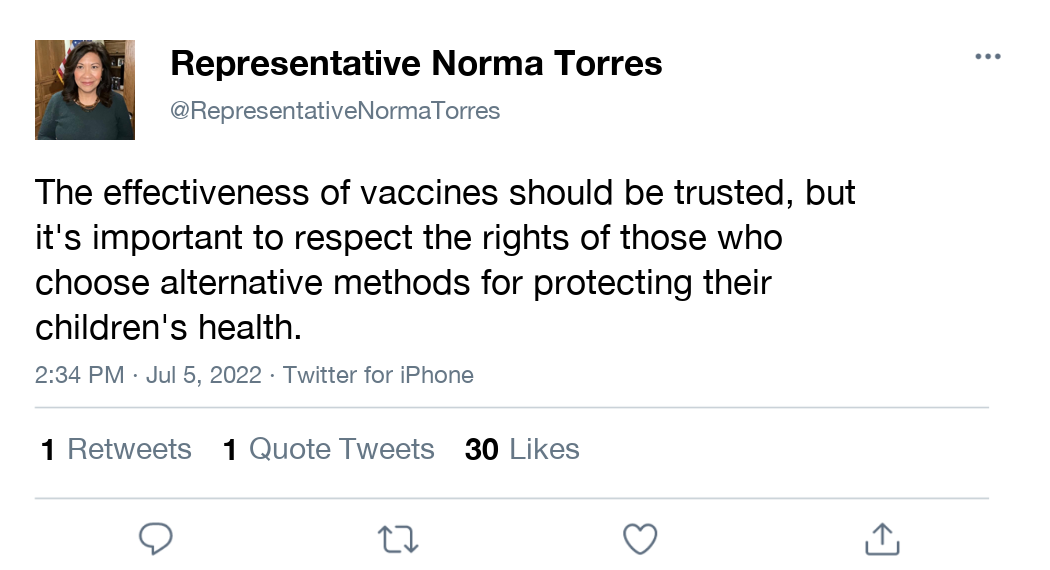 Representative Norma Torres
@RepresentativeNormaTorres
The effectiveness of vaccines should be trusted, but
it's important to respect the rights of those who
choose alternative methods for protecting their
children's health.
2:34 PM · Jul 5, 2022 · Twitter for iPhone
1 Retweets 1 Quote Tweets 30 Likes